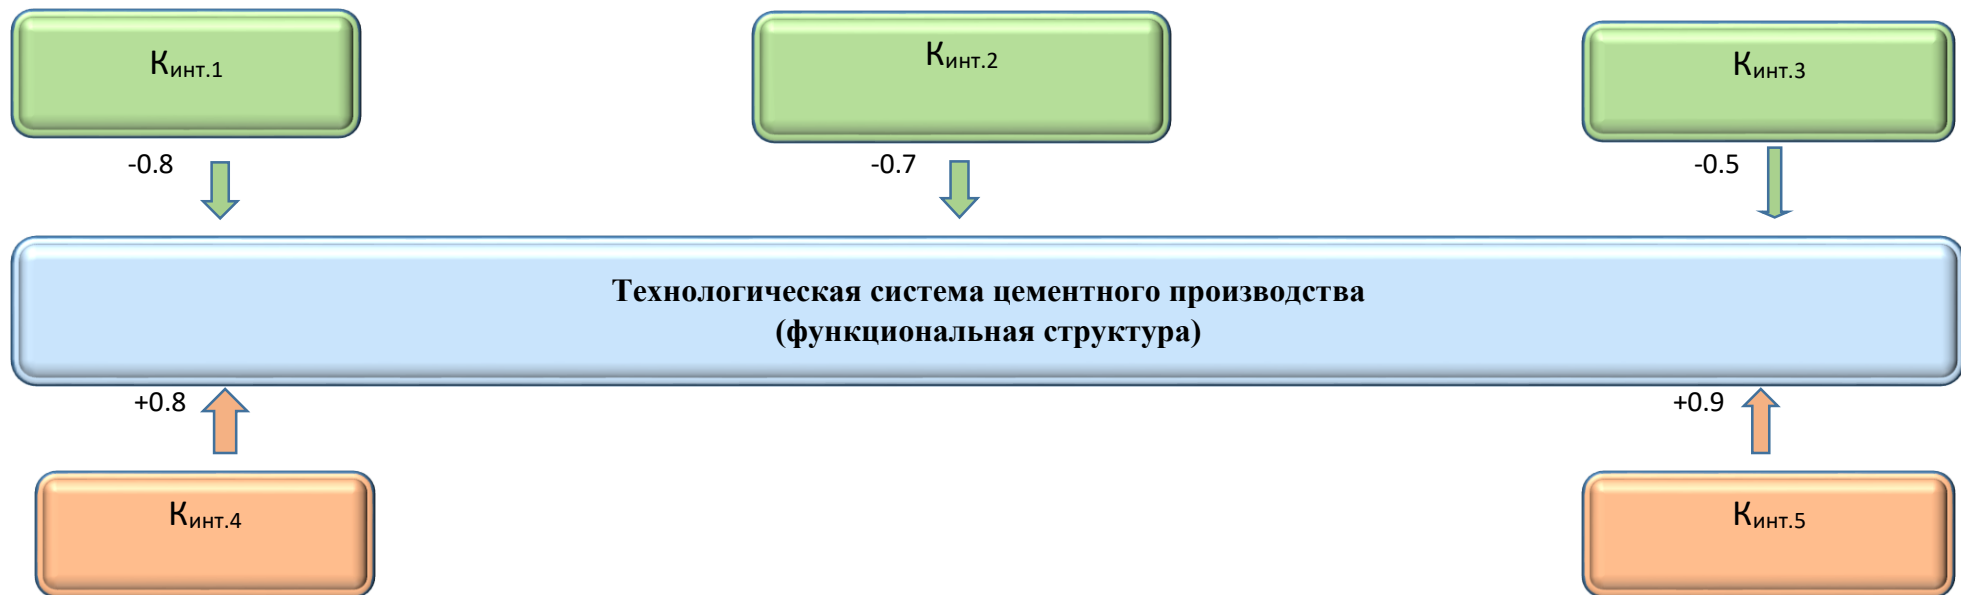 Кинт.1
Кинт.2
Кинт.3
-0.8
-0.7
-0.5
Технологическая система цементного производства
(функциональная структура)
+0.8
+0.9
Кинт.4
Кинт.5